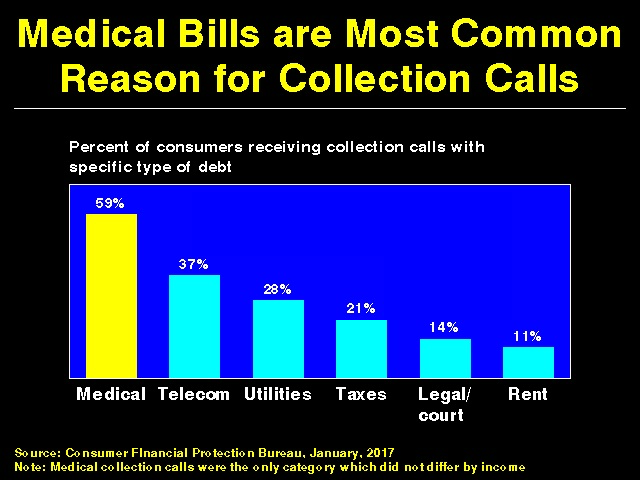 Medical Bills are Most Common
Reason for Collection Calls
Percent of consumers receiving collection calls with
specific type of debt
59%
37%
28%
21%
14%
11%
Medical Telecom Utilities Taxes Legal/ Rent
court
Source: Consumer FInancial Protection Bureau, January, 2017
Note: Medical collection calls were the only category which did not differ by income